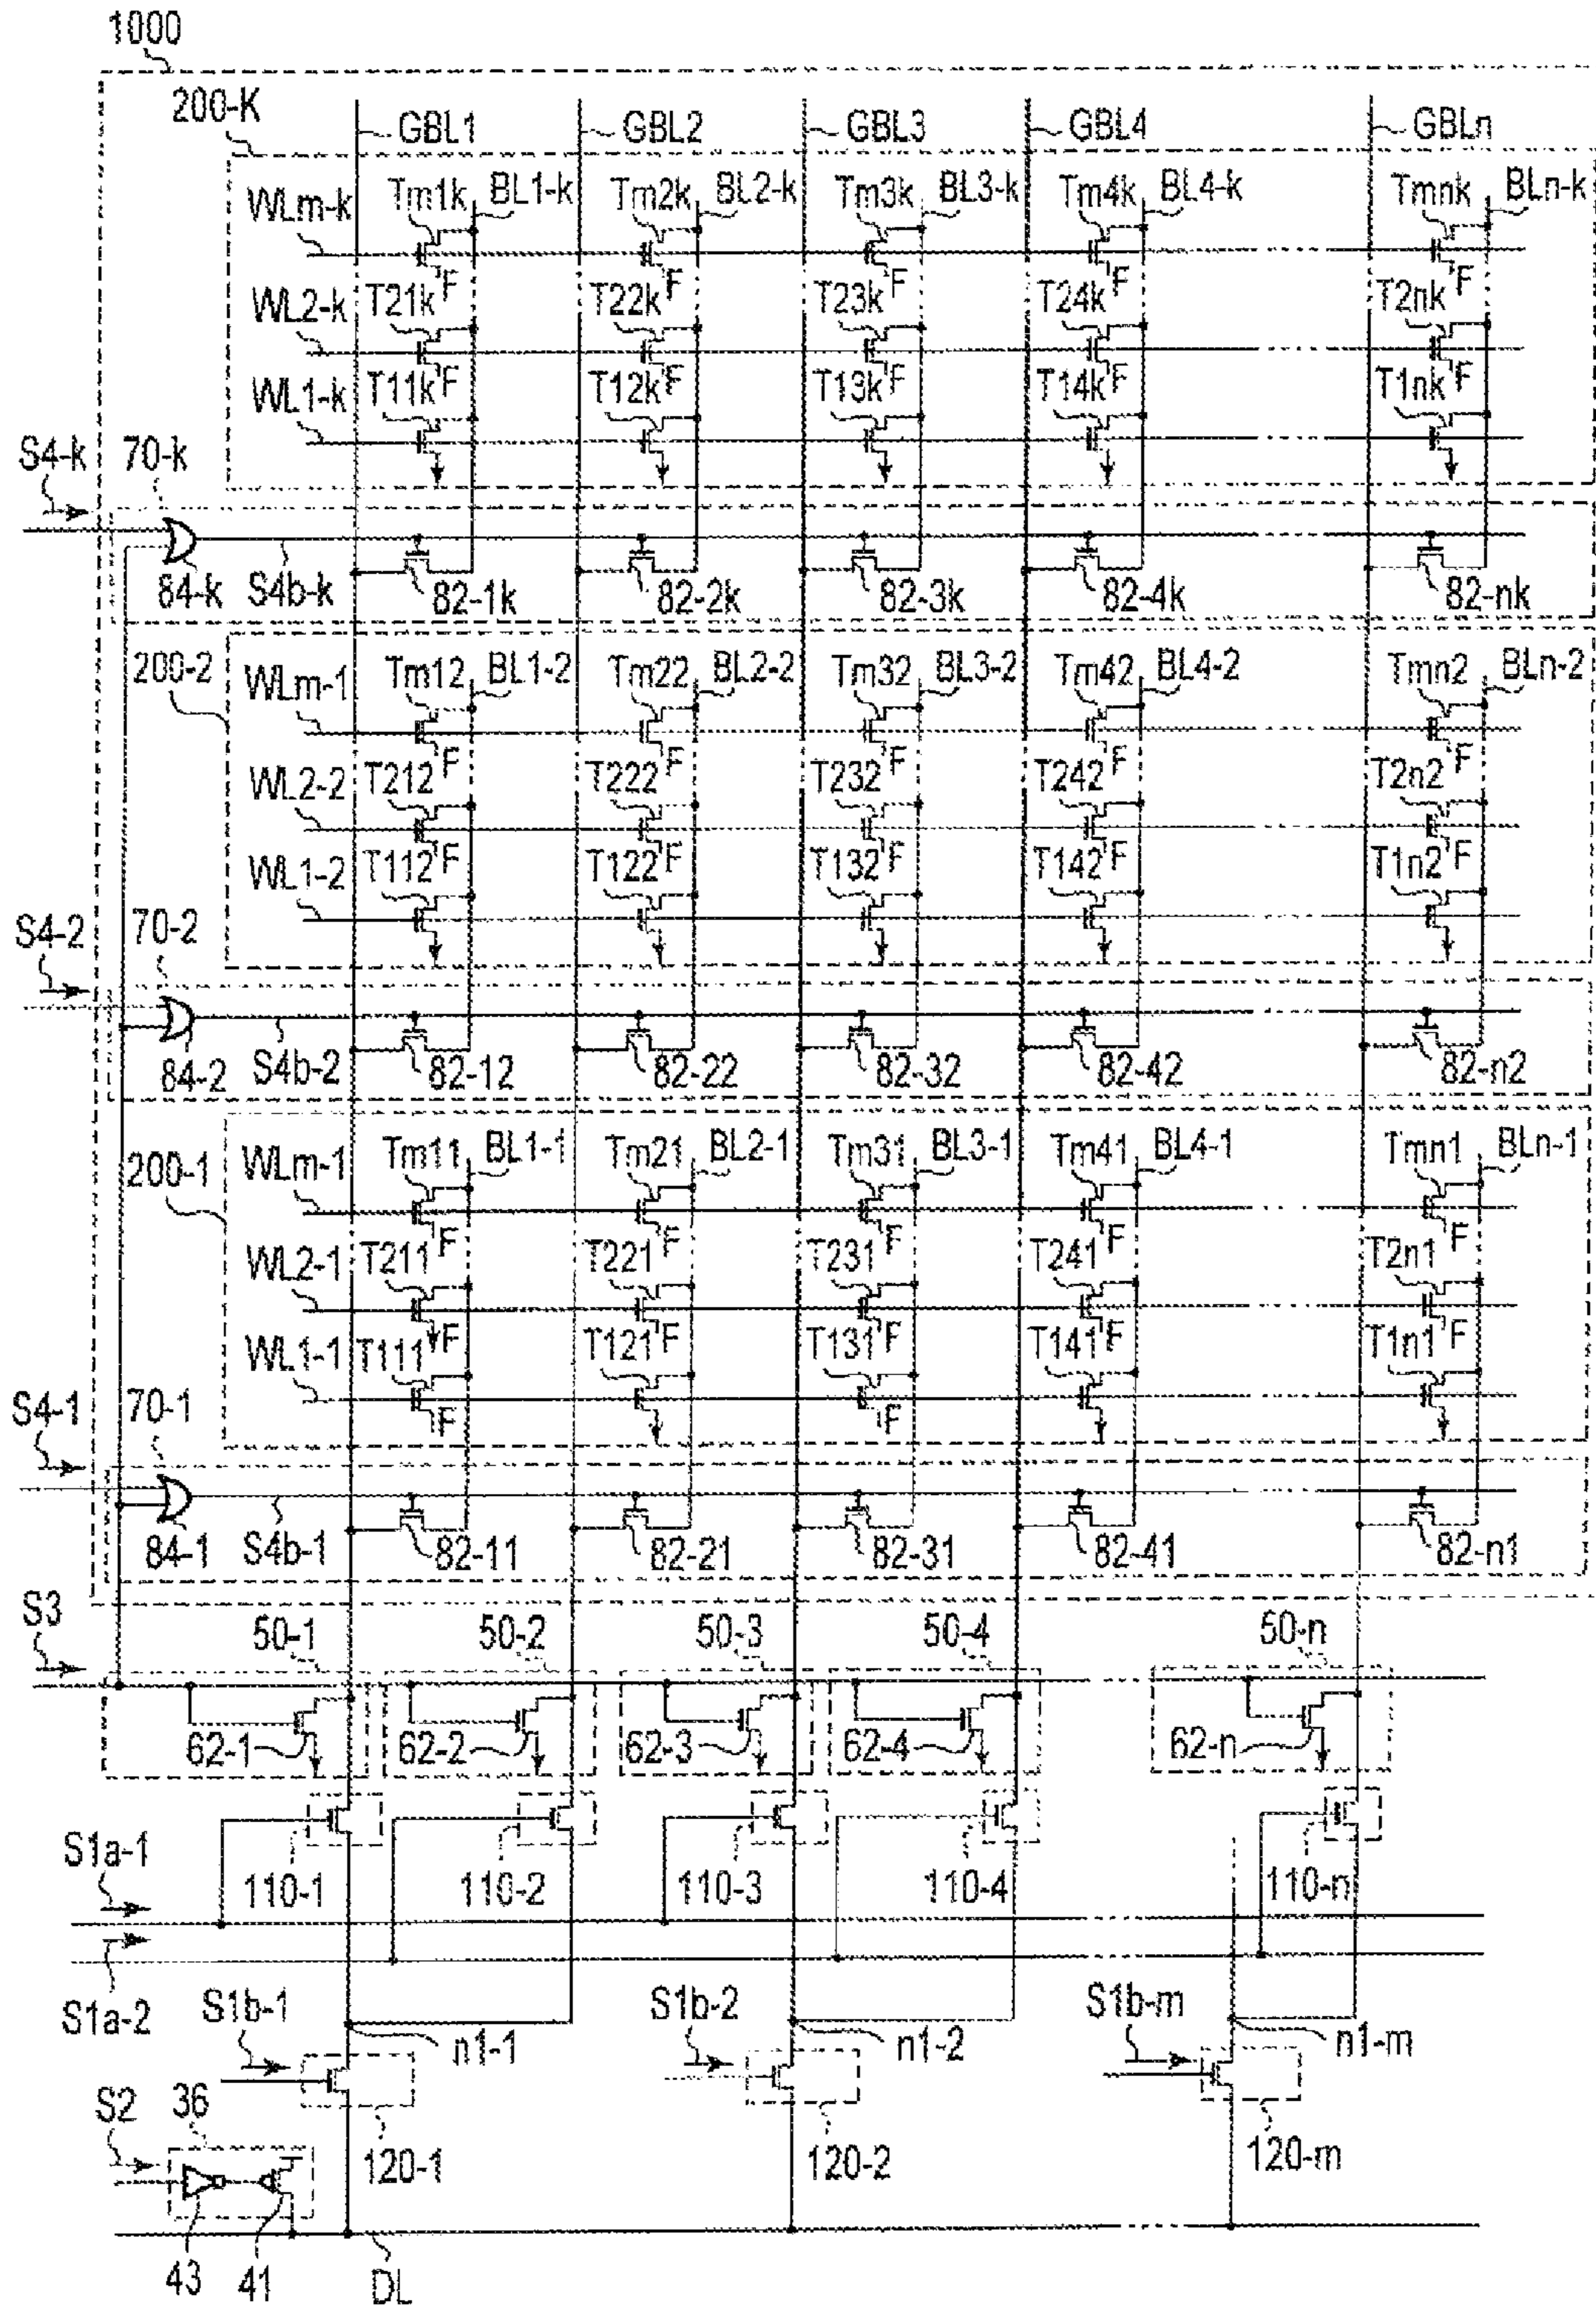 1000
200-K GBL1 GBL2 GBL3 GBL4 GBLn
WLm-k Tm1k BL1-k Tm2k BL2-k Tm3k BL3-k Tm4k BL4-k Tmnk BLn-k
F F F F F
WL2-k T21k T22k T23k T24k T2nk
F F F F F
WL1-k T11k T12k T13k T14k T1nk
S4-k 70-k
84-k S4b-k 82-1k 82-2k 82-3k 82-4k 82-nk
200-2 WLm-1 Tm12 BL1-2 Tm22 BL2-2 Tm32 BL3-2 Tm42 BL4-2 Tmn2 BLn-2
F F F F F
WL2-2 T212 T222 T232 T242 T2n2
F F F F F
WL1-2 T112 T122 T132 T142 T1n2
S4-2 70-2
84-2 S4b-2 82-12 82-22 82-32 82-42 82-n2
200-1 WLm-1 Tm11 BL1-1 Tm21 BL2-1 Tm31 BL3-1 Tm41 BL4-1 Tmn1 BLn-1
F F F F F
WL2-1 T211 T221 T231 T241 T2n1
F F F F F
WL1-1 T111 T121 T131 T141 T1n1
F F
S4-1 70-1
84-1 S4b-1 82-11 82-21 82-31 82-41 82-n1
S3 50-1 50-2 50-3 50-4 50-n
62-1 62-2 62-3 62-4 62-n
S1a-1 110-1 110-2 110-3 110-4 110-n
S1a-2 S1b-1 n1-1 S1b-2 n1-2 S1b-m n1-m
S2 36 120-1 120-2 120-m
43 41 DL